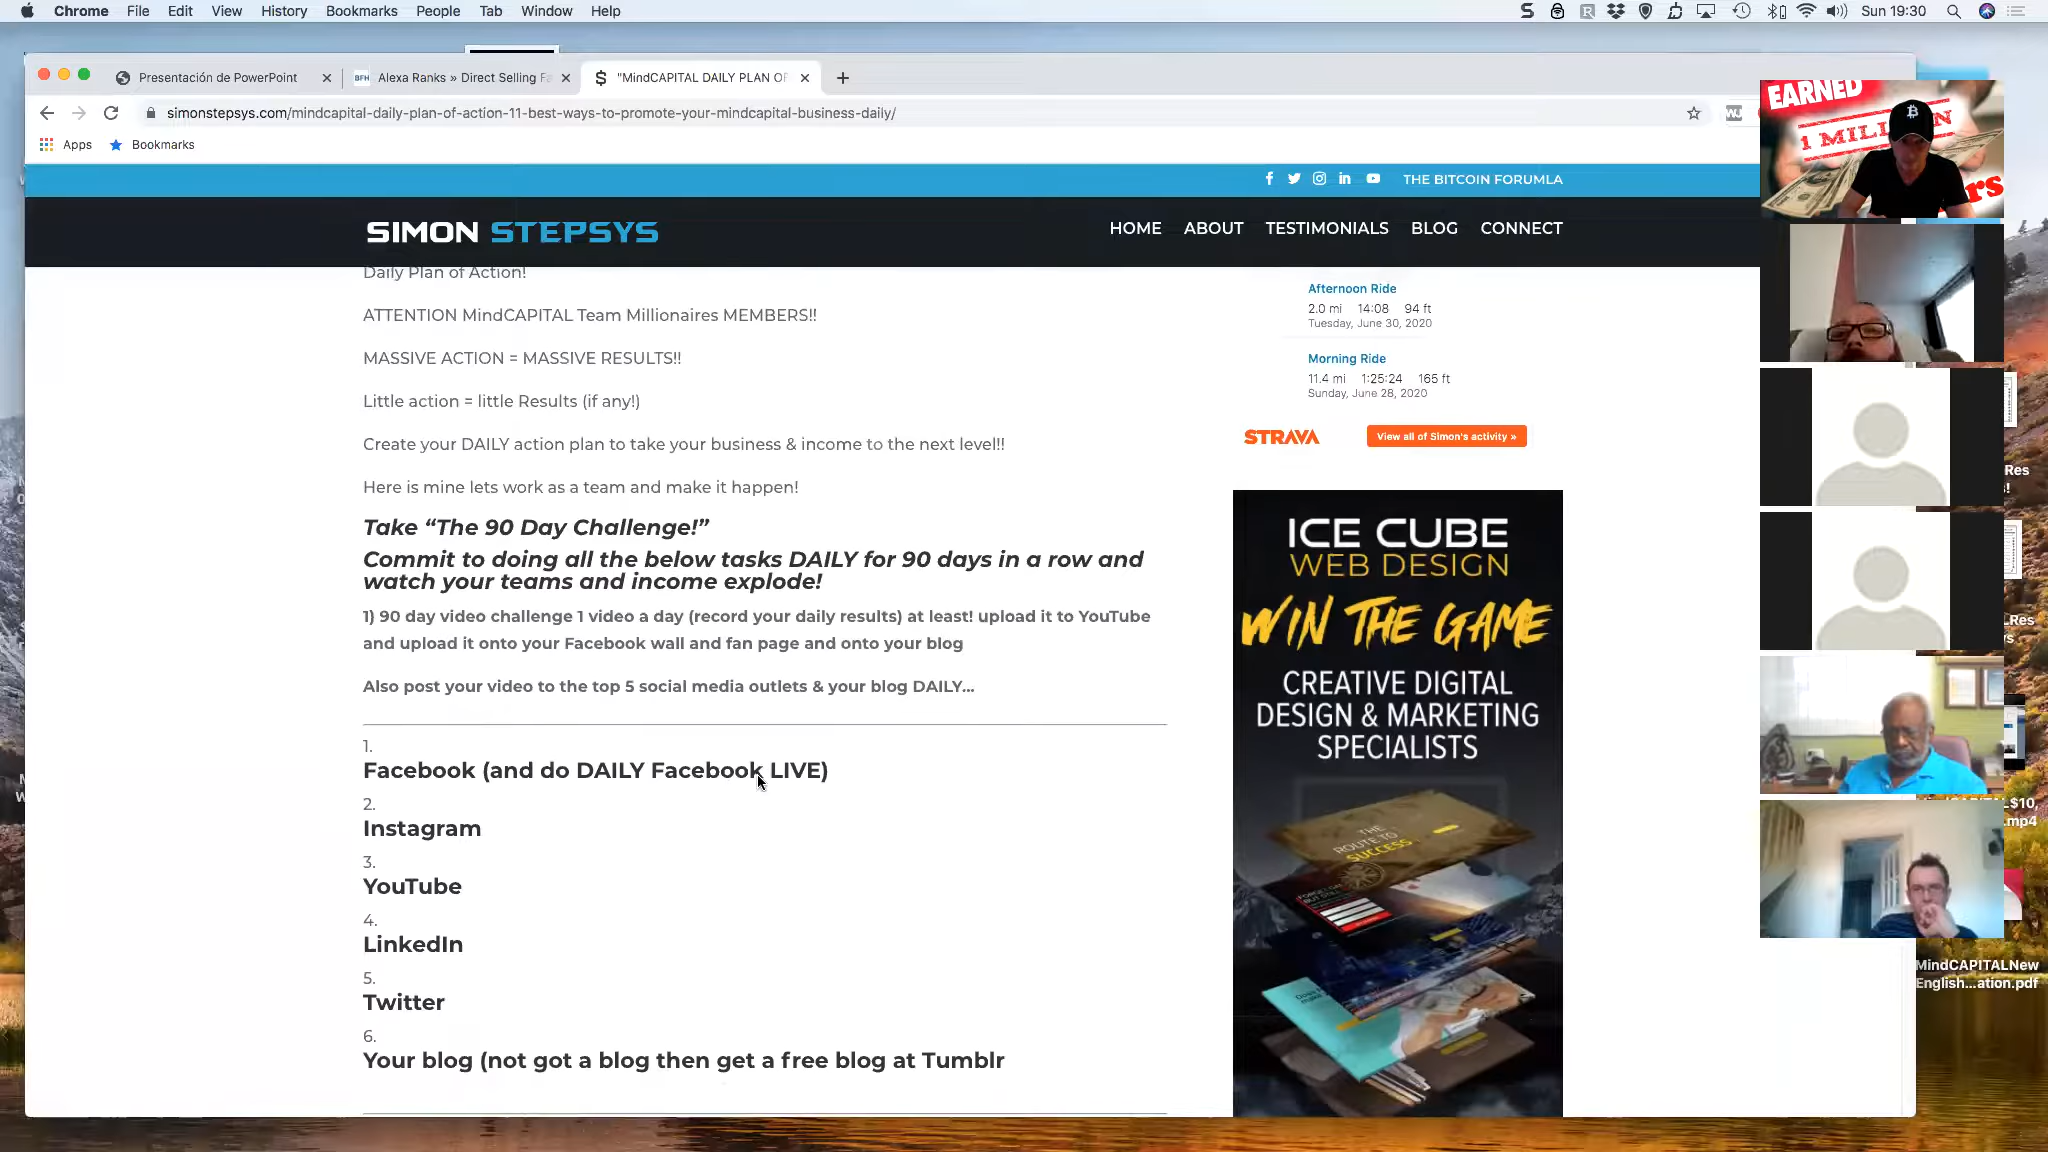 Chrome File Edit View History Bookmarks People Tab Window Help
Sun 19:30
Presentación de PowerPoint
BFH Alexa Ranks » Direct Selling Fa
"MindCAPITAL DAILY PLAN OF
simonstepsys.com/mindcapital-daily-plan-of-action-11-best-ways-to-promote-your-mindcapital-business-daily/
Apps Bookmarks
THE BITCOIN FORUMLA
SIMON STEPSYS
HOME ABOUT TESTIMONIALS BLOG CONNECT
Daily Plan of Action!
ATTENTION MindCAPITAL Team Millionaires MEMBERS!!
MASSIVE ACTION = MASSIVE RESULTS!!
Little action = little Results (if any!)
Create your DAILY action plan to take your business & income to the next level!!
Here is mine lets work as a team and make it happen!
Take “The 90 Day Challenge!”
Commit to doing all the below tasks DAILY for 90 days in a row and
watch your teams and income explode!
1) 90 day video challenge 1 video a day (record your daily results) at least! upload it to YouTube
and upload it onto your Facebook wall and fan page and onto your blog
Also post your video to the top 5 social media outlets & your blog DAILY...
1.
Facebook (and do DAILY Facebook LIVE)
2.
Instagram
3.
YouTube
4.
LinkedIn
5.
Twitter
6.
Your blog (not got a blog then get a free blog at Tumblr
Afternoon Ride
2.0 mi 14:08 94 ft
Tuesday, June 30, 2020
Morning Ride
11.4 mi 1:25:24 165 ft
Sunday, June 28, 2020
STRAVA
View all of Simon's activity »
ICE CUBE
WEB DESIGN
WIN THE GAME
CREATIVE DIGITAL
DESIGN & MARKETING
SPECIALISTS
THE
ROUTE TO
SUCCESS
EARNED
1 MILL
rs
Res
s!
LRes
L$10,
.mp4
MindCAPITALNew
English...ation.pdf